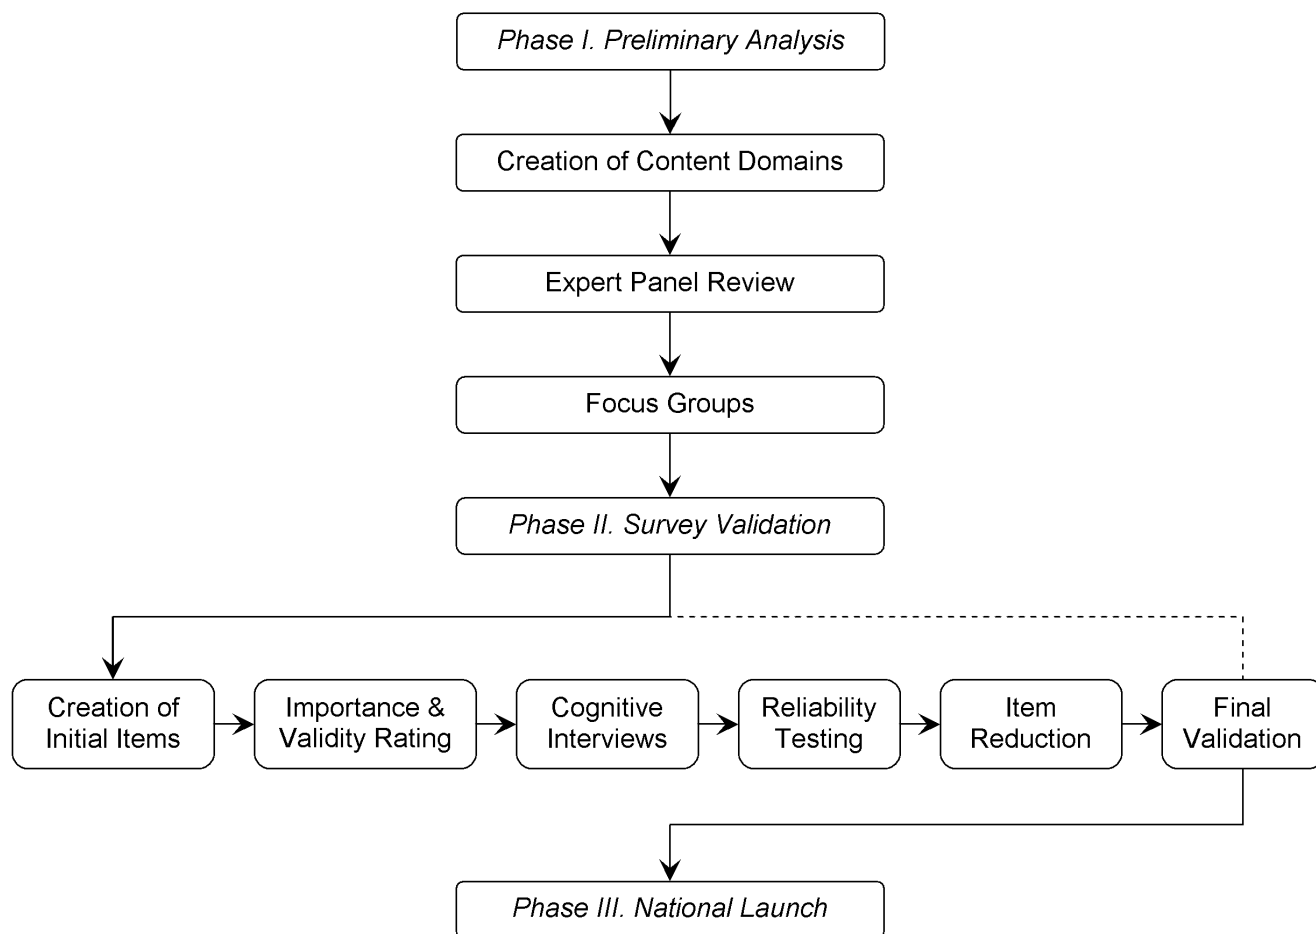 Phase I. Preliminary Analysis
Creation of Content Domains
Expert Panel Review
Focus Groups
Phase II. Survey Validation
Creation of
Initial Items
Importance &
Validity Rating
Cognitive
Interviews
Reliability
Testing
Item
Reduction
Final
Validation
Phase III. National Launch